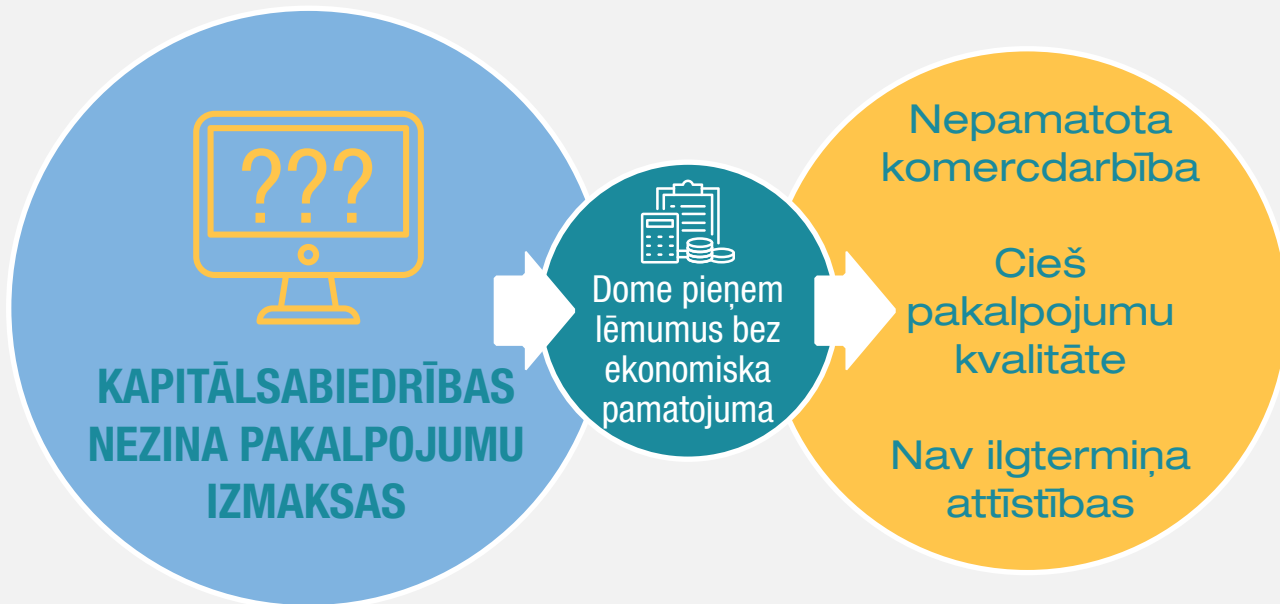 ???
KAPITĀLSABIEDRĪBAS
NEZINA PAKALPOJUMU
IZMAKSAS
Dome pieņem
lēmumus bez
ekonomiska
pamatojuma
Nepamatota
komercdarbība
Cieš
pakalpojumu
kvalitāte
Nav ilgtermiņa
attīstības